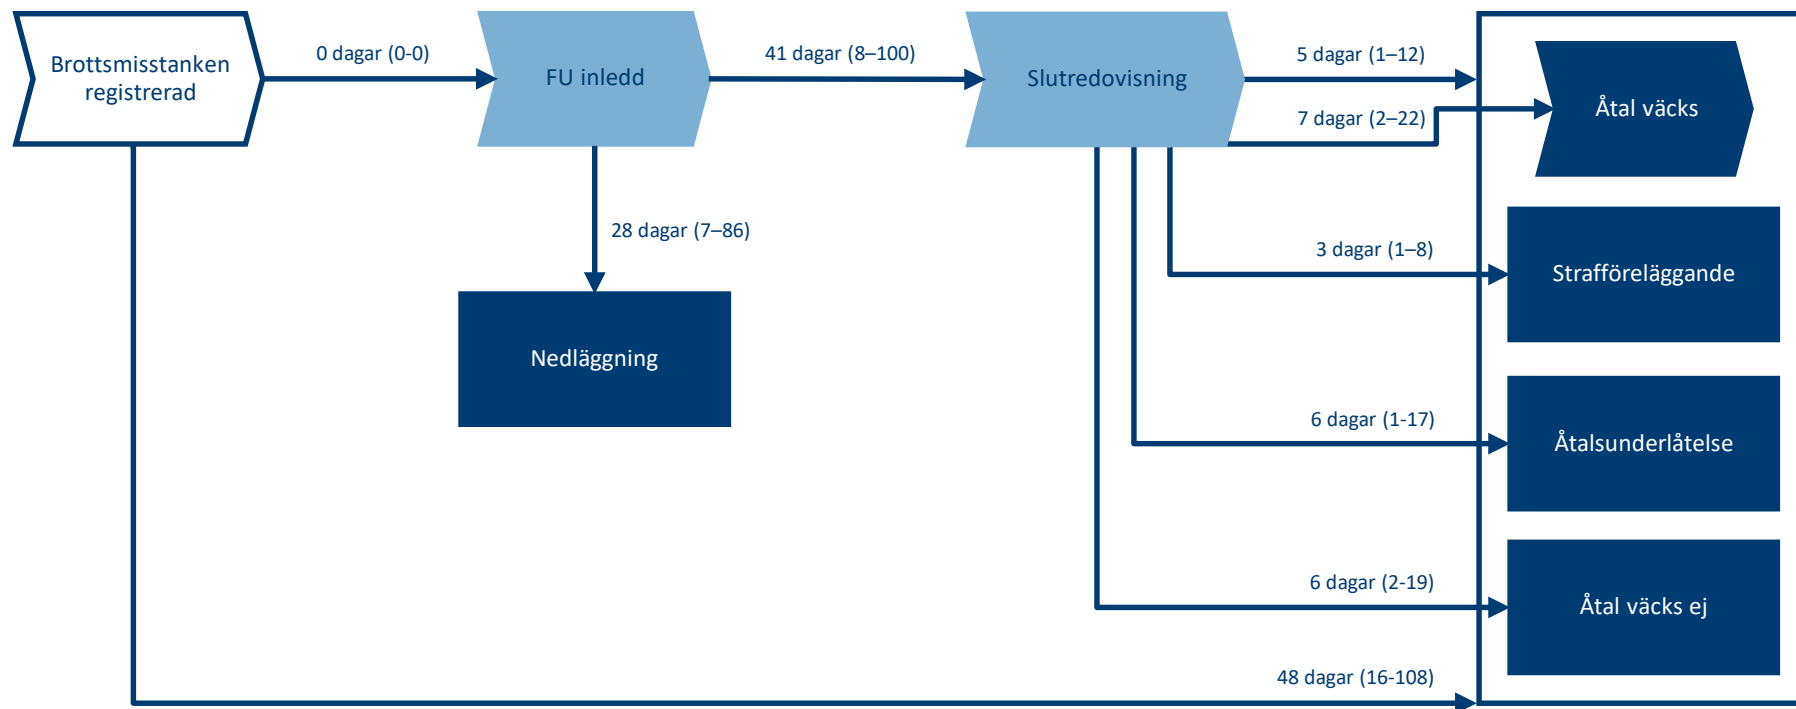 Brottsmisstanken
registrerad
0 dagar (0-0)
FU inledd
41 dagar (8–100)
Slutredovisning
5 dagar (1–12)
7 dagar (2–22)
Åtal väcks
28 dagar (7–86)
3 dagar (1–8)
Strafföreläggande
Nedläggning
6 dagar (1-17)
Åtalsunderlåtelse
6 dagar (2-19)
Åtal väcks ej
48 dagar (16-108)